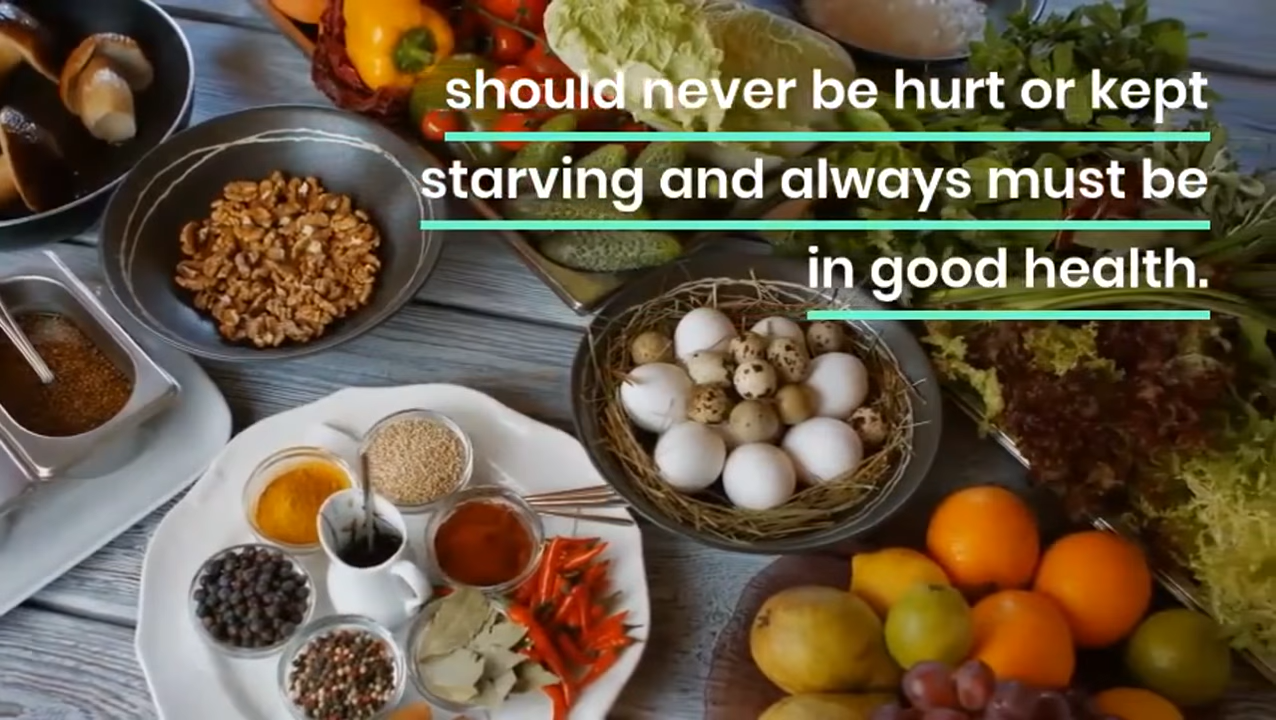 should never be hurt or kept
starving and always must be
in good health.